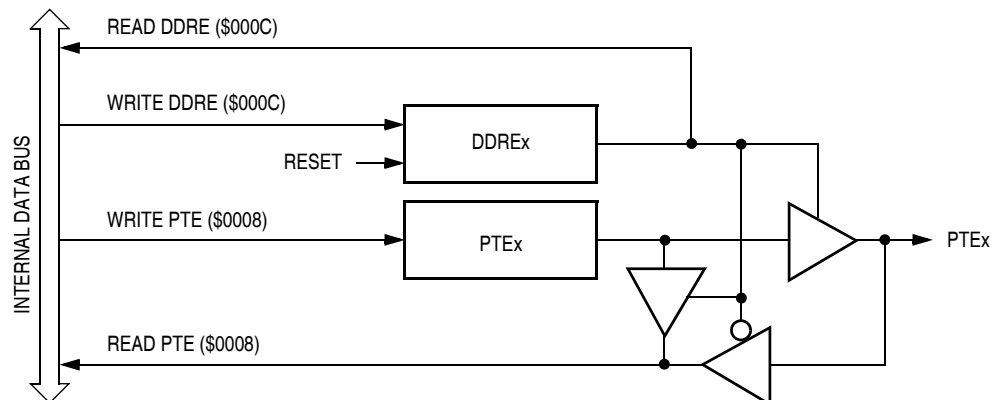 READ DDRE ($000C)
WRITE DDRE ($000C)
DDREx
RESET
INTERNAL DATA BUS
WRITE PTE ($0008)
PTEx
PTEx
READ PTE ($0008)